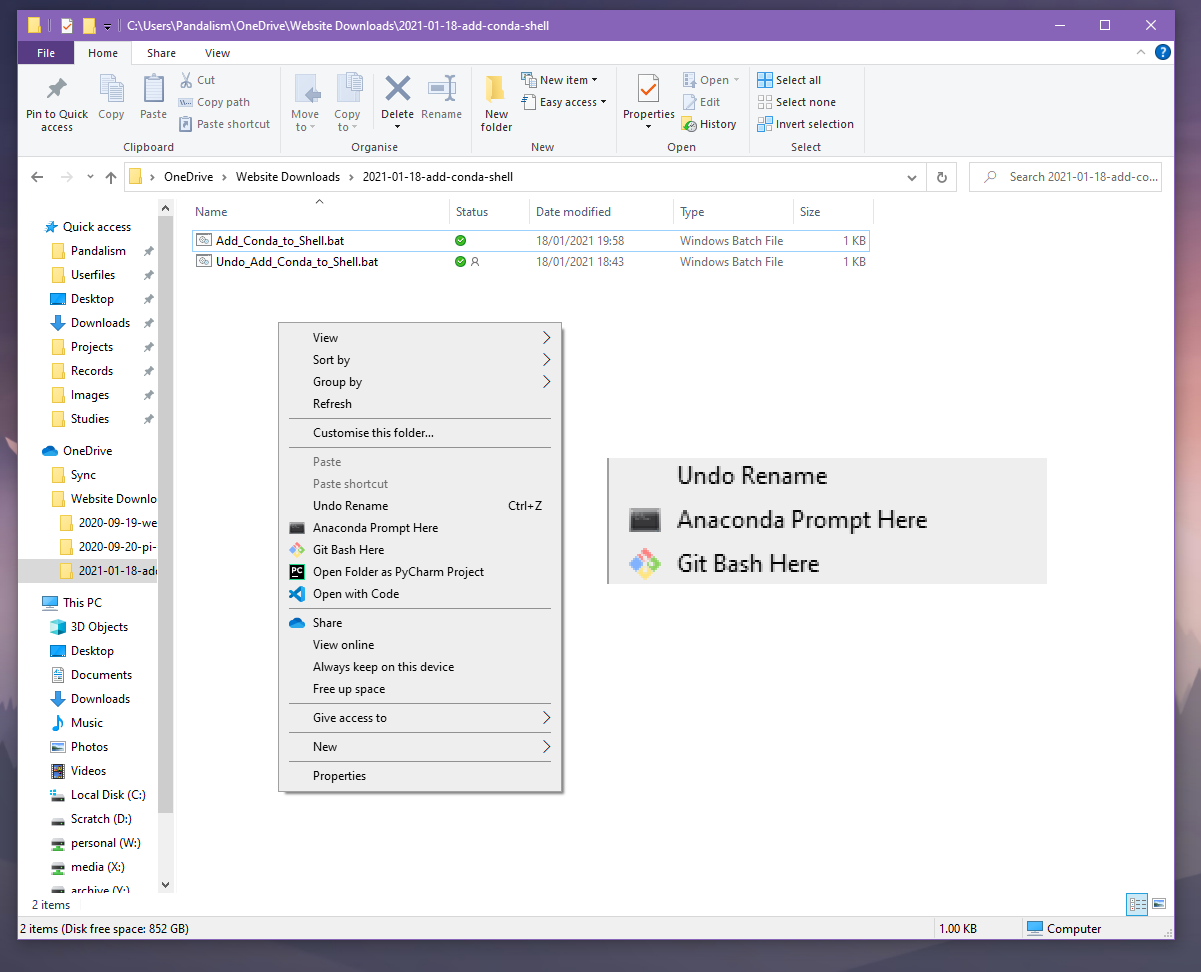 C:\Users\Pandalism\OneDrive\Website Downloads\2021-01-18-add-conda-shell
File Home Share View
Pin to Quick access
Copy
Paste
Cut
Copy path
Paste shortcut
Clipboard
Move to
Copy to
Delete
Rename
Organise
New folder
New item
Easy access
New
Properties
Open
Edit
History
Open
Select all
Select none
Invert selection
Select
OneDrive > Website Downloads > 2021-01-18-add-conda-shell
Search 2021-01-18-add-co...
Name Status Date modified Type Size
Add_Conda_to_Shell.bat 18/01/2021 19:58 Windows Batch File 1 KB
Undo_Add_Conda_to_Shell.bat 18/01/2021 18:43 Windows Batch File 1 KB
Quick access
Pandalism
Userfiles
Desktop
Downloads
Projects
Records
Images
Studies
OneDrive
Sync
Website Downlo
2020-09-19-we
2020-09-20-pi-
2021-01-18-add
This PC
3D Objects
Desktop
Documents
Downloads
Music
Photos
Videos
Local Disk (C:)
Scratch (D:)
personal (W:)
media (X:)
archive (Y:)
View
Sort by
Group by
Refresh
Customise this folder...
Paste
Paste shortcut
Undo Rename Ctrl+Z
Anaconda Prompt Here
Git Bash Here
PC Open Folder as PyCharm Project
Open with Code
Share
View online
Always keep on this device
Free up space
Give access to
New
Properties
Undo Rename
Anaconda Prompt Here
Git Bash Here
2 items
2 items (Disk free space: 852 GB) 1.00 KB Computer